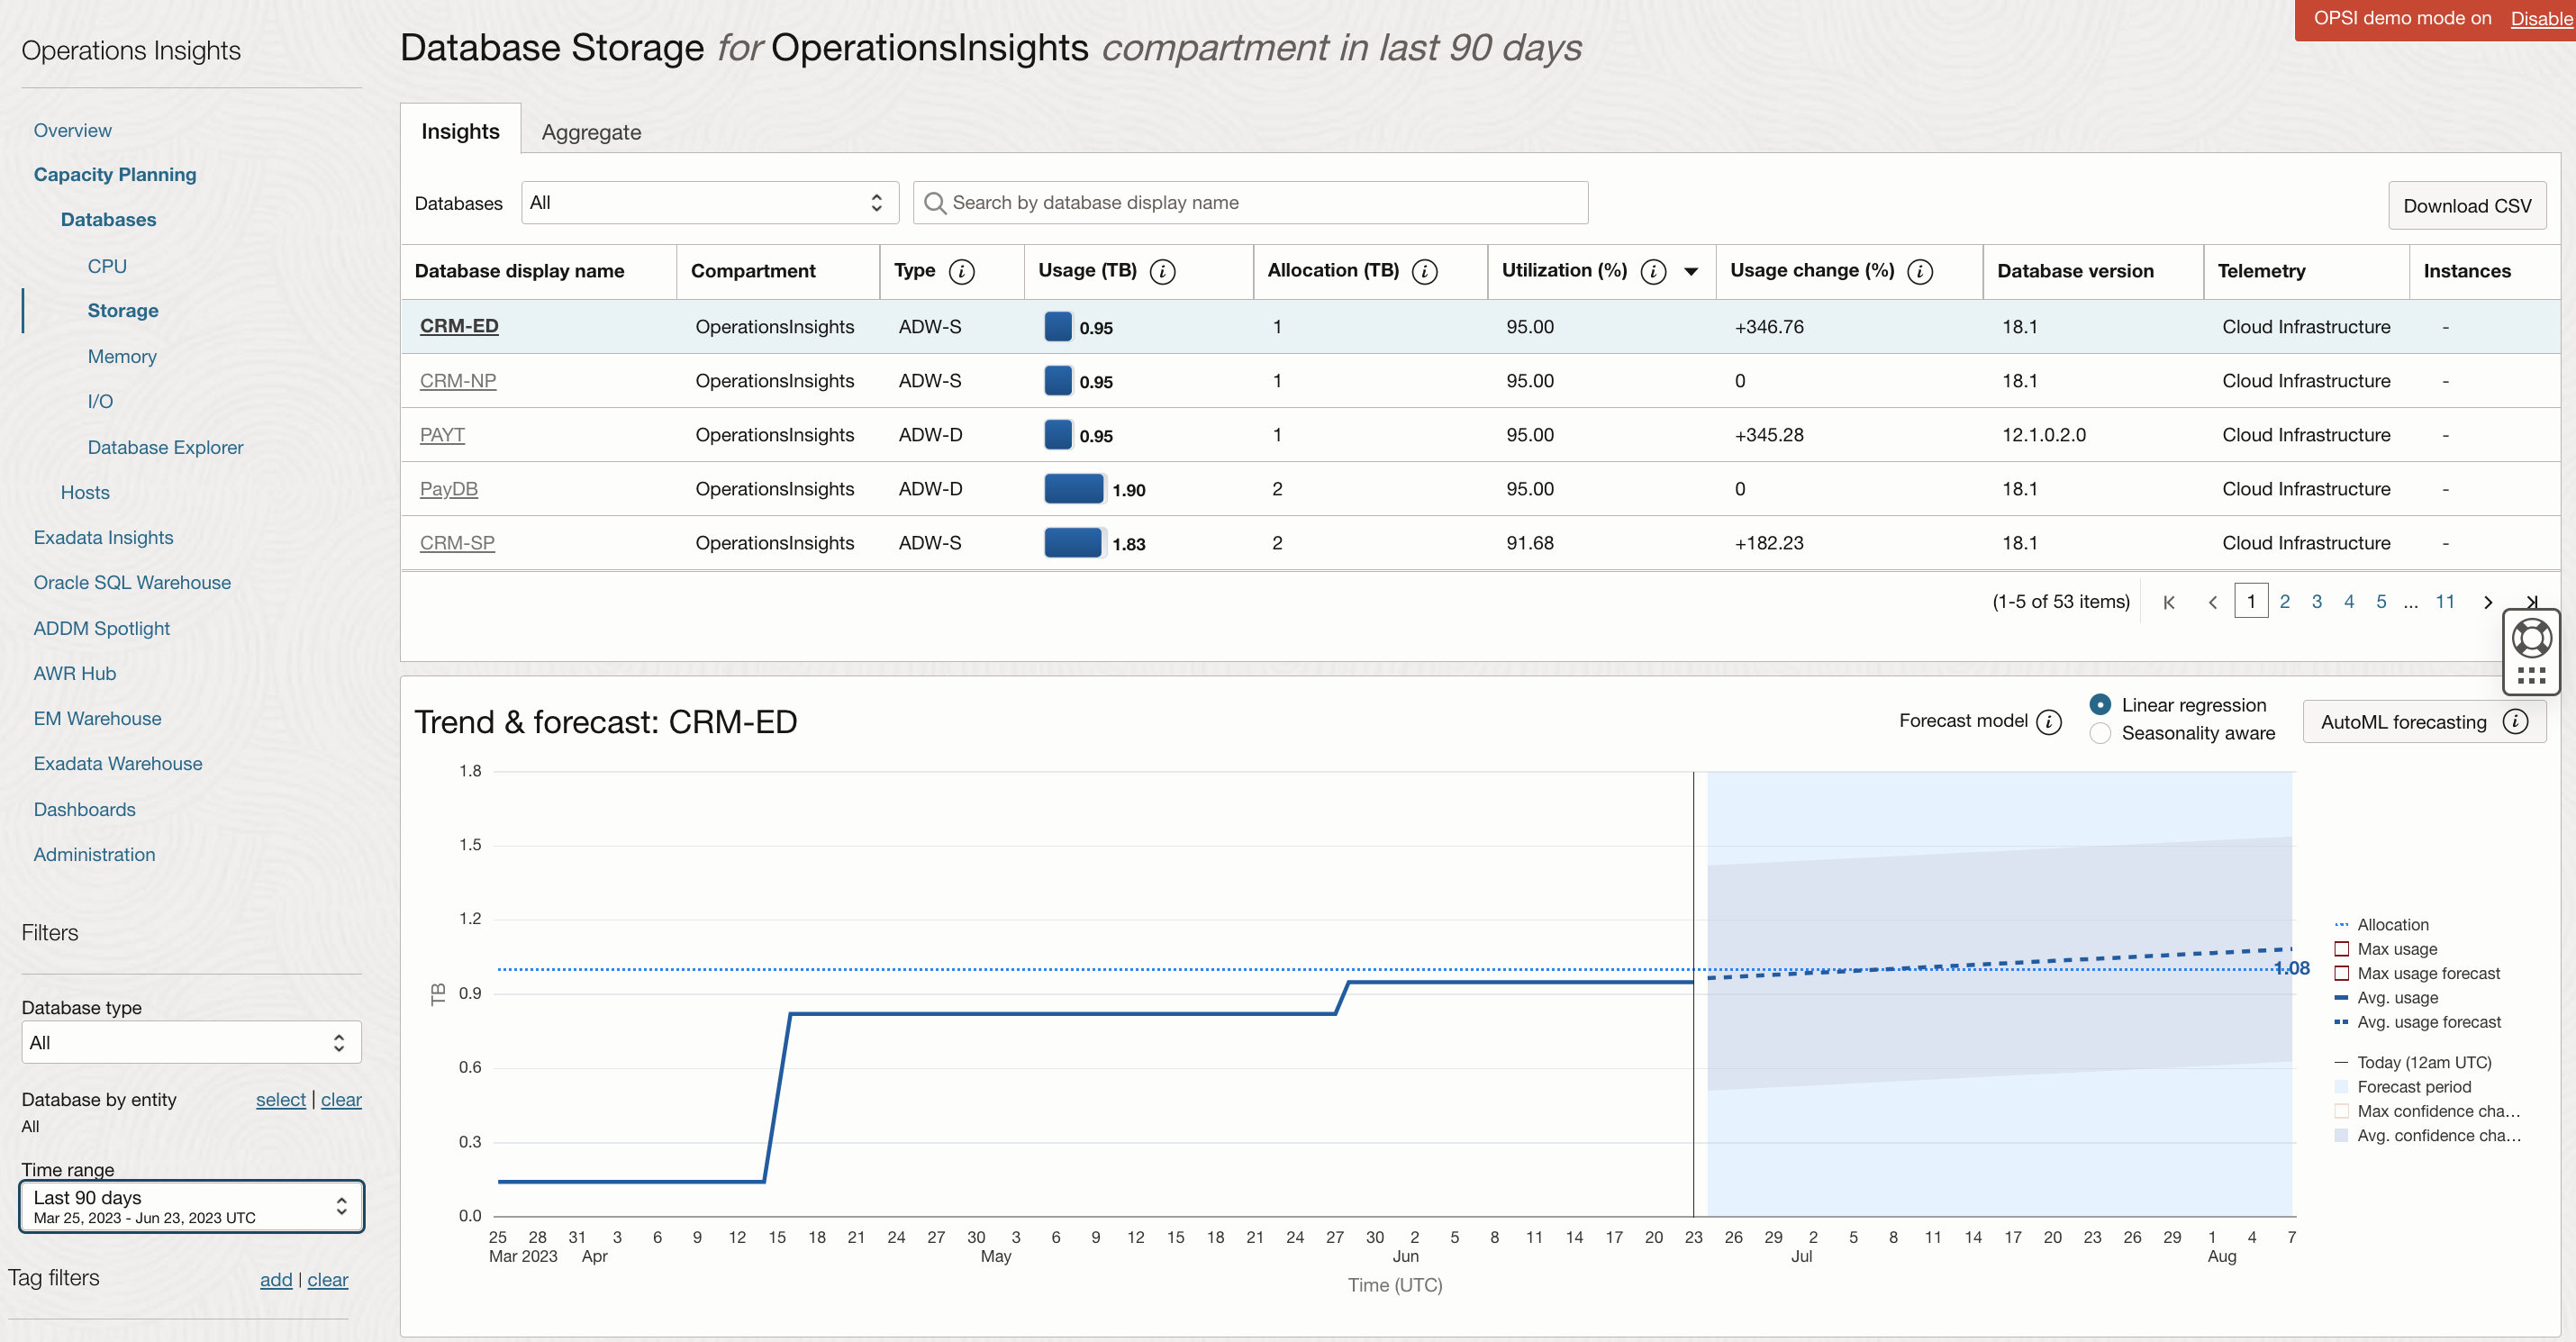 OPSI demo mode on Disable
Operations Insights
Overview
Capacity Planning
Databases
CPU
Storage
Memory
I/O
Database Explorer
Hosts
Exadata Insights
Oracle SQL Warehouse
ADDM Spotlight
AWR Hub
EM Warehouse
Exadata Warehouse
Dashboards
Administration
Filters
Database type
All
Database by entity select | clear
All
Time range
Last 90 days
Mar 25, 2023 - Jun 23, 2023 UTC
Tag filters add | clear
Database Storage for OperationsInsights compartment in last 90 days
Insights Aggregate
Databases All Search by database display name Download CSV
Database display name Compartment Type i Usage (TB) i Allocation (TB) i Utilization (%) i Usage change (%) i Database version Telemetry Instances
CRM-ED OperationsInsights ADW-S 0.95 1 95.00 +346.76 18.1 Cloud Infrastructure -
CRM-NP OperationsInsights ADW-S 0.95 1 95.00 0 18.1 Cloud Infrastructure -
PAYT OperationsInsights ADW-D 0.95 1 95.00 +345.28 12.1.0.2.0 Cloud Infrastructure -
PayDB OperationsInsights ADW-D 1.90 2 95.00 0 18.1 Cloud Infrastructure -
CRM-SP OperationsInsights ADW-S 1.83 2 91.68 +182.23 18.1 Cloud Infrastructure -
(1-5 of 53 items) 1 2 3 4 5 ... 11
Trend & forecast: CRM-ED
Forecast model i
Linear regression
Seasonality aware
AutoML forecasting i
1.8
1.5
1.2
0.9
0.6
0.3
0.0
TB
1.08
25 28 31 3 6 9 12 15 18 21 24 27 30 3 6 9 12 15 18 21 24 27 30 2 5 8 11 14 17 20 23 26 29 2 5 8 11 14 17 20 23 26 29 1 4 7
Mar 2023 Apr May Jun Jul Aug
Time (UTC)
Allocation
Max usage
Max usage forecast
Avg. usage
Avg. usage forecast
Today (12am UTC)
Forecast period
Max confidence cha...
Avg. confidence cha...